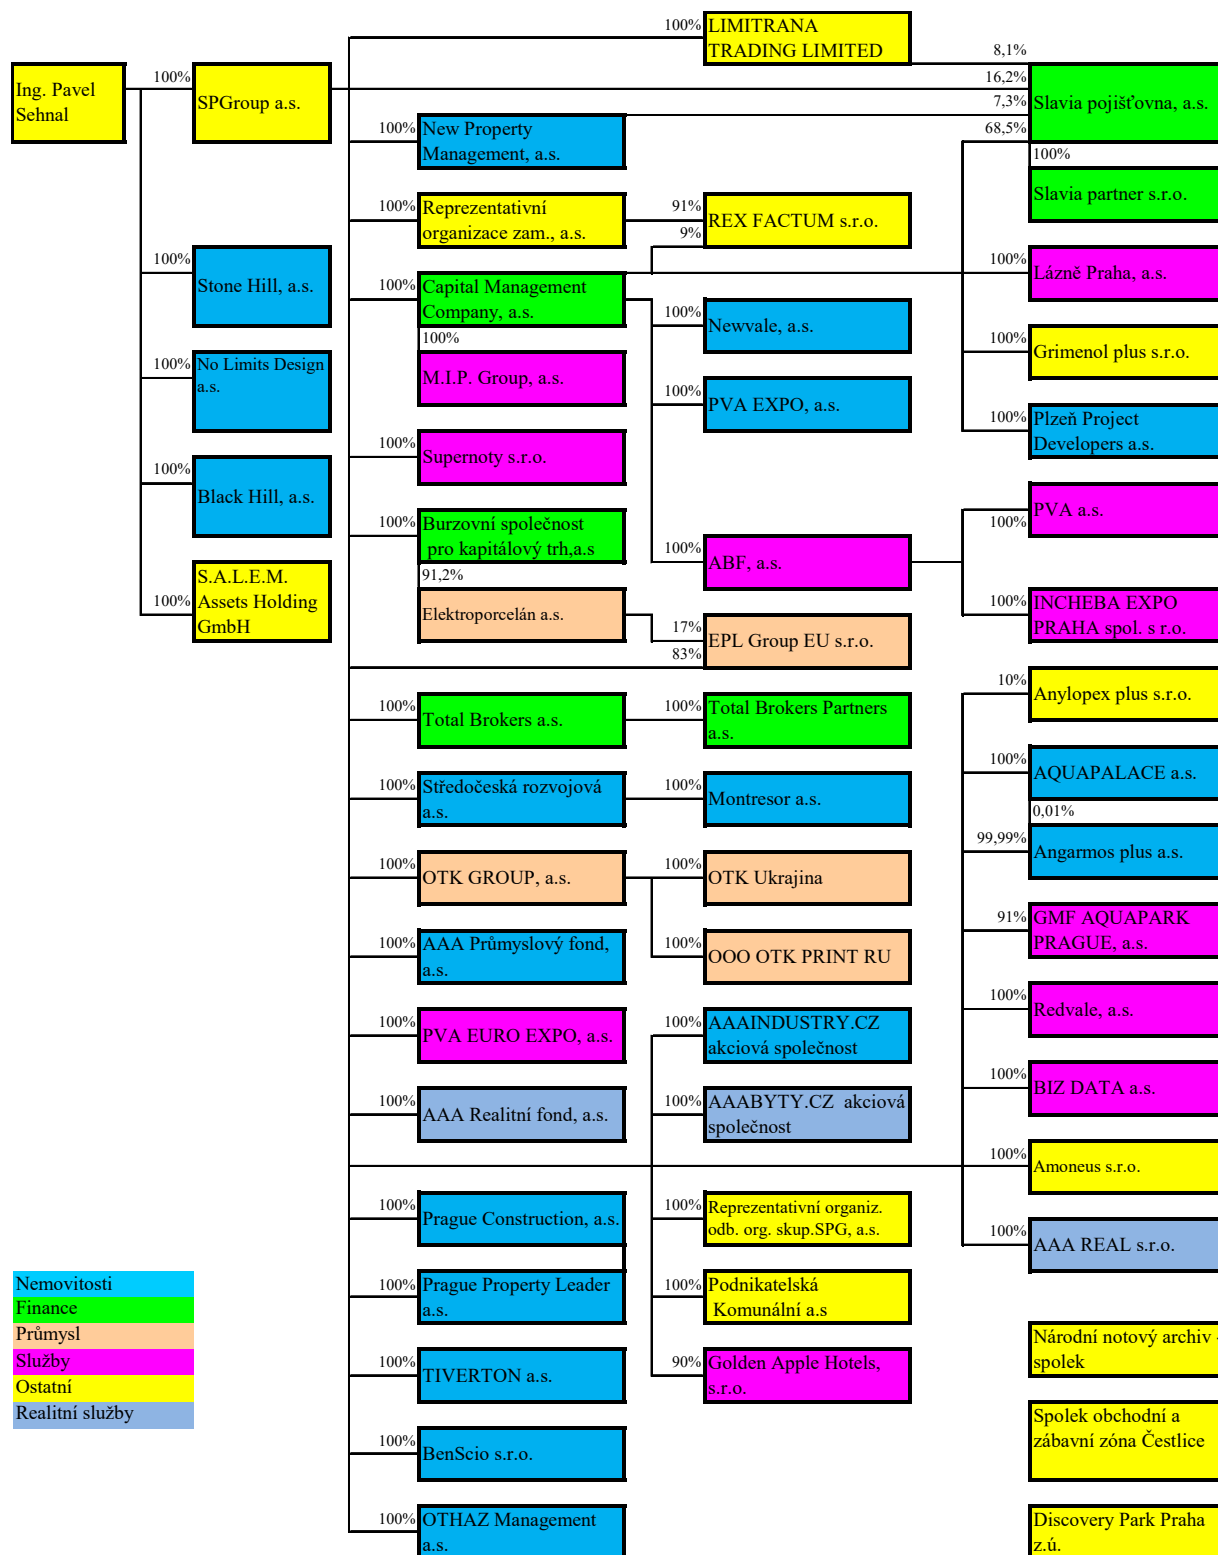 100%
LIMITRANA
TRADING LIMITED
8,1%
Ing. Pavel
Sehnal
100%
SPGroup a.s.
16,2%
7,3%
68,5%
Slavia pojišťovna, a.s.
100%
New Property
Management, a.s.
100%
Slavia partner s.r.o.
100%
Reprezentativní
organizace zam., a.s.
91%
9%
REX FACTUM s.r.o.
100%
Stone Hill, a.s.
100%
Capital Management
Company, a.s.
100%
Lázně Praha, a.s.
100%
Newvale, a.s.
100%
Grimenol plus s.r.o.
100%
No Limits Design
a.s.
100%
M.I.P. Group, a.s.
100%
PVA EXPO, a.s.
100%
Plzeň Project
Developers a.s.
100%
Supernoty s.r.o.
100%
Black Hill, a.s.
100%
PVA a.s.
100%
Burzovní společnost
pro kapitálový trh,a.s
100%
ABF, a.s.
100%
S.A.L.E.M.
Assets Holding
GmbH
91,2%
Elektroporcelán a.s.
100%
INCHEBA EXPO
PRAHA spol. s r.o.
17%
83%
EPL Group EU s.r.o.
10%
Anylopex plus s.r.o.
100%
Total Brokers a.s.
100%
Total Brokers Partners
a.s.
100%
AQUAPALACE a.s.
100%
Středočeská rozvojová
a.s.
100%
Montresor a.s.
0,01%
99,99%
Angarmos plus a.s.
100%
OTK GROUP, a.s.
100%
OTK Ukrajina
91%
GMF AQUAPARK
PRAGUE, a.s.
100%
AAA Průmyslový fond,
a.s.
100%
OOO OTK PRINT RU
100%
Redvale, a.s.
100%
PVA EURO EXPO, a.s.
100%
AAAINDUSTRY.CZ
akciová společnost
100%
BIZ DATA a.s.
100%
AAA Realitní fond, a.s.
100%
AAABYTY.CZ akciová
společnost
100%
Amoneus s.r.o.
100%
Prague Construction, a.s.
100%
Reprezentativní organiz.
odb. org. skup.SPG, a.s.
100%
AAA REAL s.r.o.
Nemovitosti
Finance
Průmysl
Služby
Ostatní
Realitní služby
100%
Prague Property Leader
a.s.
100%
Podnikatelská
Komunální a.s
Národní notový archiv -
spolek
100%
TIVERTON a.s.
90%
Golden Apple Hotels,
s.r.o.
Spolek obchodní a
zábavní zóna Čestlice
100%
BenScio s.r.o.
100%
OTHAZ Management
a.s.
Discovery Park Praha
z.ú.